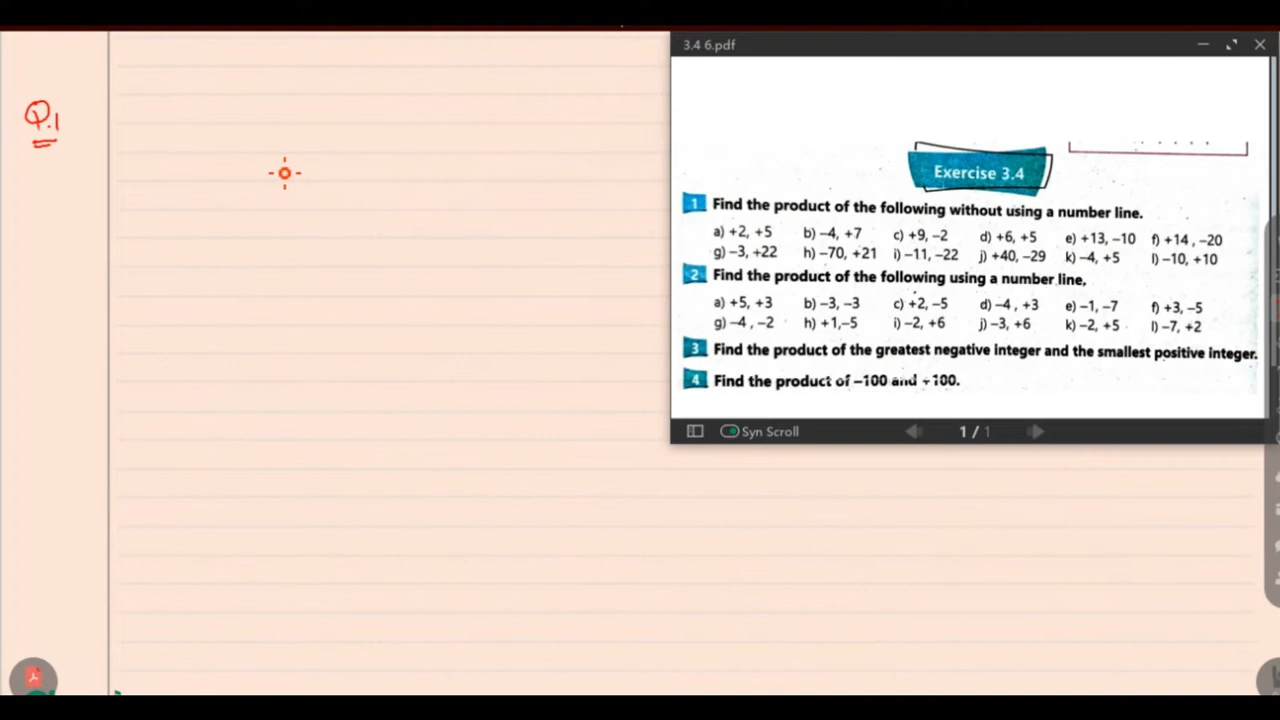 Q.1
3.4 6.pdf
Exercise 3.4
1 Find the product of the following without using a number line.
a) +2, +5 b) –4, +7 c) +9, –2 d) +6, +5 e) +13, –10 f) +14 , –20
g) –3, +22 h) –70, +21 i) –11, –22 j) +40, –29 k) –4, +5 l) –10, +10
2 Find the product of the following using a number line,
a) +5, +3 b) –3, –3 c) +2, –5 d) –4 , +3 e) –1, –7 f) +3, –5
g) –4 , –2 h) +1,–5 i) –2, +6 j) –3, +6 k) –2, +5 l) –7, +2
3 Find the product of the greatest negative integer and the smallest positive integer.
4 Find the product of –100 and +100.
Syn Scroll 1 / 1